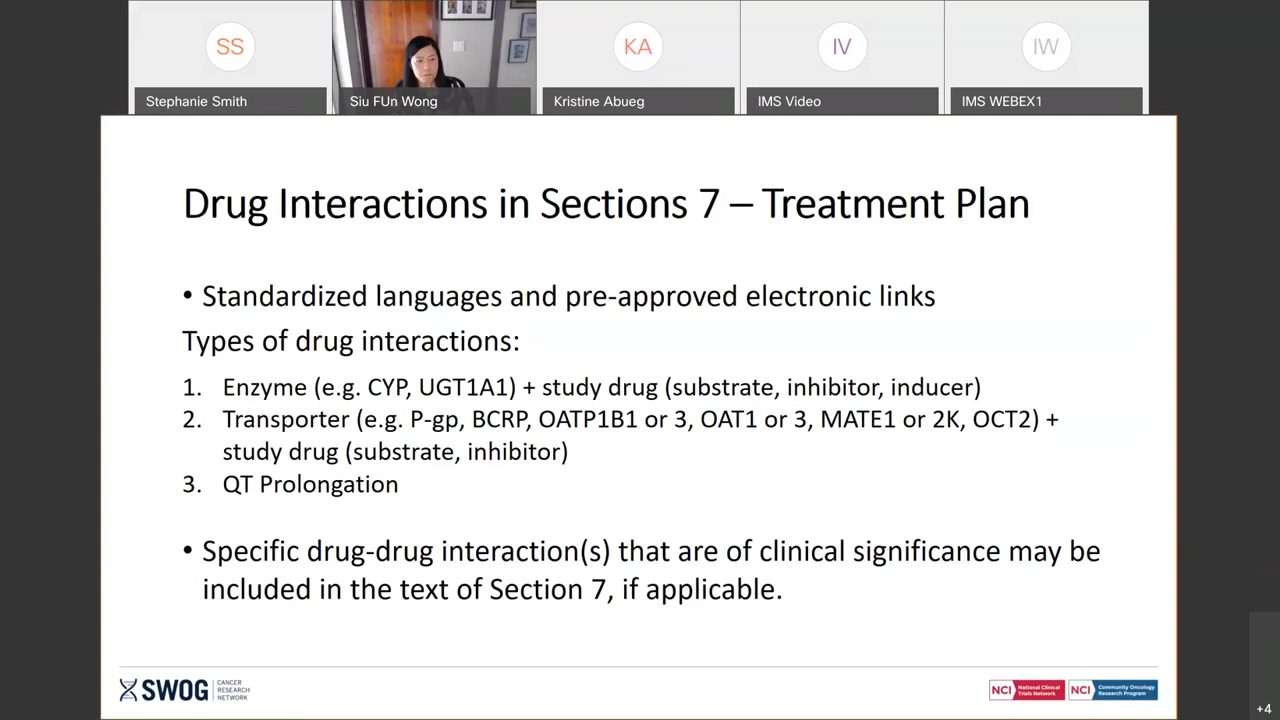 SS
KA
IV
IW
Stephanie Smith
Siu FUn Wong
Kristine Abueg
IMS Video
IMS WEBEX1
Drug Interactions in Sections 7 – Treatment Plan
• Standardized languages and pre-approved electronic links
Types of drug interactions:
1. Enzyme (e.g. CYP, UGT1A1) + study drug (substrate, inhibitor, inducer)
2. Transporter (e.g. P-gp, BCRP, OATP1B1 or 3, OAT1 or 3, MATE1 or 2K, OCT2) +
study drug (substrate, inhibitor)
3. QT Prolongation
• Specific drug-drug interaction(s) that are of clinical significance may be
included in the text of Section 7, if applicable.
SWOG
CANCER
RESEARCH
NETWORK
NCI
National Clinical
Trials Network
NCI
Community Oncology
Research Program
+4